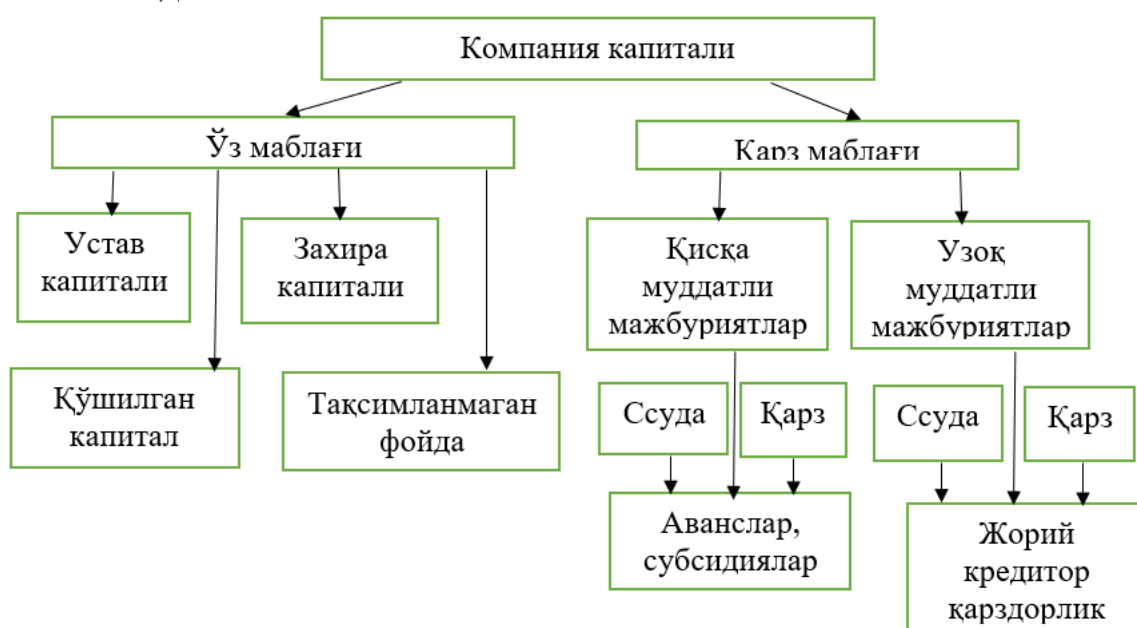 Компания капитали
Ўз маблағи
Қарз маблағи
Устав
капитали
Захира
капитали
Қисқа
муддатли
мажбуриятлар
Узоқ
муддатли
мажбуриятлар
Қўшилган
капитал
Тақсимланмаган
фойда
Ссуда
Қарз
Ссуда
Қарз
Аванслар,
субсидиялар
Жорий
кредитор
қарздорлик